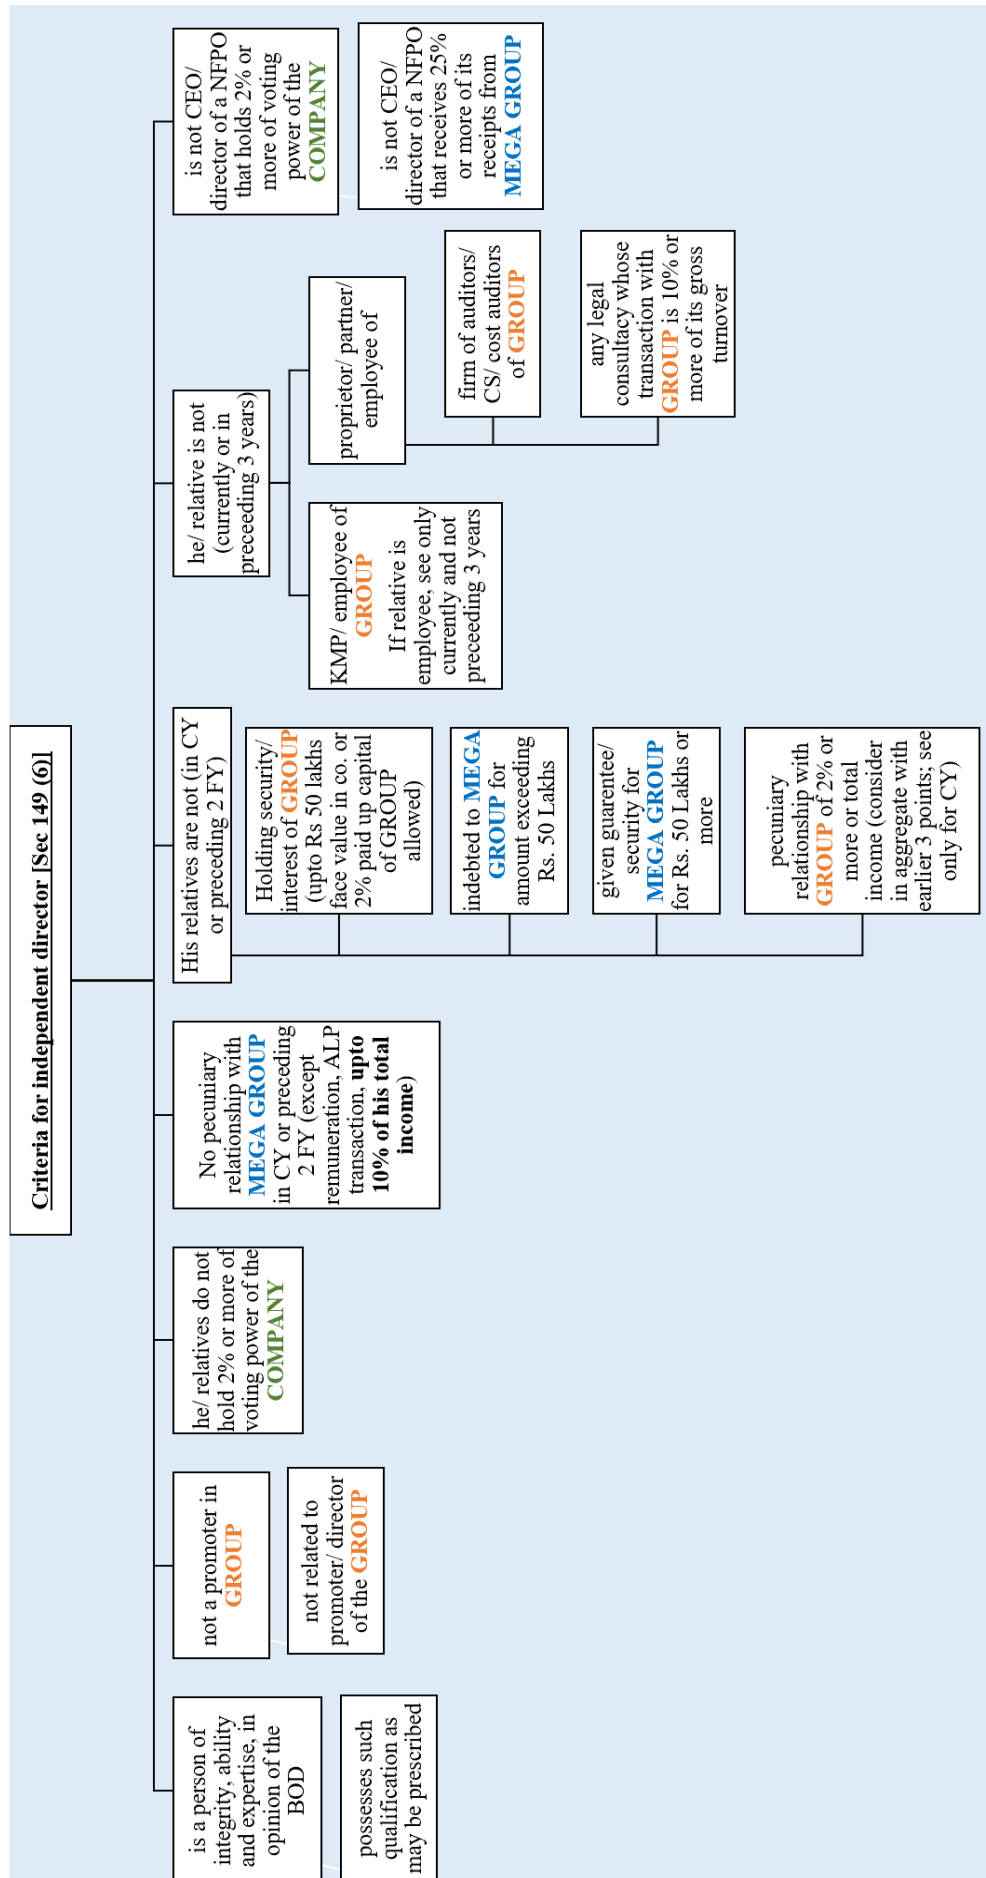 Criteria for independent director [Sec 149 (6)]
is a person of
integrity, ability
and expertise, in
opinion of the
BOD
possesses such
qualification as
may be prescribed
not a promoter in
GROUP
not related to
promoter/ director
of the GROUP
he/ relatives do not
hold 2% or more of
voting power of the
COMPANY
No pecuniary
relationship with
MEGA GROUP
in CY or preceding
2 FY (except
remuneration, ALP
transaction, upto
10% of his total
income)
His relatives are not (in CY
or preceding 2 FY)
Holding security/
interest of GROUP
(upto Rs 50 lakhs
face value in co. or
2% paid up capital
of GROUP
allowed)
indebted to MEGA
GROUP for
amount exceeding
Rs. 50 Lakhs
given guarentee/
security for
MEGA GROUP
for Rs. 50 Lakhs or
more
pecuniary
relationship with
GROUP of 2% or
more or total
income (consider
in aggregate with
earlier 3 points; see
only for CY)
he/ relative is not
(currently or in
preceeding 3 years)
KMP/ employee of
GROUP
If relative is
employee, see only
currently and not
preceeding 3 years
proprietor/ partner/
employee of
firm of auditors/
CS/ cost auditors
of GROUP
any legal
consultacy whose
transaction with
GROUP is 10% or
more of its gross
turnover
is not CEO/
director of a NFPO
that holds 2% or
more of voting
power of the
COMPANY
is not CEO/
director of a NFPO
that receives 25%
or more of its
receipts from
MEGA GROUP